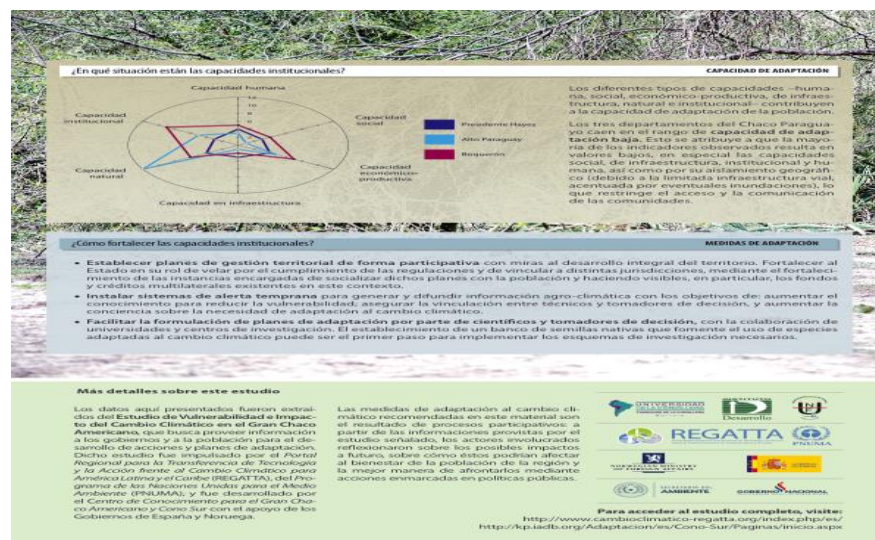 ¿En qué situación están las capacidades institucionales?
CAPACIDAD DE ADAPTACIÓN
Capacidad humana
Capacidad social
Capacidad económico-productiva
Capacidad en infraestructura
Capacidad natural
Capacidad institucional
12
10
8
6
Presidente Hayes
Alto Paraguay
Boquerón
Los diferentes tipos de capacidades –huma-
na, social, económico-productiva, de infraes-
tructura, natural e institucional– contribuyen
a la capacidad de adaptación de la población.
Los tres departamentos del Chaco Paragua-
yo caen en el rango de capacidad de adap-
tación baja. Esto se atribuye a que la mayo-
ría de los indicadores observados resulta en
valores bajos, en especial las capacidades
social, de infraestructura, institucional y hu-
mana, así como por su aislamiento geográfi-
co (debido a la limitada infraestructura vial,
acentuada por eventuales inundaciones), lo
que restringe el acceso y la comunicación
de las comunidades.
¿Cómo fortalecer las capacidades institucionales?
MEDIDAS DE ADAPTACIÓN
• Establecer planes de gestión territorial de forma participativa con miras al desarrollo integral del territorio. Fortalecer al
Estado en su rol de velar por el cumplimiento de las regulaciones y de vincular a distintas jurisdicciones, mediante el fortaleci-
miento de las instancias encargadas de socializar dichos planes con la población y haciendo visibles, en particular, los fondos
y créditos multilaterales existentes en este contexto.
• Instalar sistemas de alerta temprana para generar y difundir información agro-climática con los objetivos de: aumentar el
conocimiento para reducir la vulnerabilidad, asegurar la vinculación entre técnicos y tomadores de decisión, y aumentar la
conciencia sobre la necesidad de adaptación al cambio climático.
• Facilitar la formulación de planes de adaptación por parte de científicos y tomadores de decisión, con la colaboración de
universidades y centros de investigación. El establecimiento de un banco de semillas nativas que fomente el uso de especies
adaptadas al cambio climático puede ser el primer paso para implementar los esquemas de investigación necesarios.
Más detalles sobre este estudio
Los datos aquí presentados fueron extraí-
dos del Estudio de Vulnerabilidad e Impac-
to del Cambio Climático en el Gran Chaco
Americano, que busca proveer información
a los gobiernos y a la población para el de-
sarrollo de acciones y planes de adaptación.
Dicho estudio fue impulsado por el Portal
Regional para la Transferencia de Tecnología
y la Acción frente al Cambio Climático para
América Latina y el Caribe (REGATTA), del Pro-
grama de las Naciones Unidas para el Medio
Ambiente (PNUMA); y fue desarrollado por
el Centro de Conocimiento para el Gran Cha-
co Americano y Cono Sur con el apoyo de los
Gobiernos de España y Noruega.
Las medidas de adaptación al cambio cli-
mático recomendadas en este material son
el resultado de procesos participativos: a
partir de las informaciones provistas por el
estudio señalado, los actores involucrados
reflexionaron sobre los posibles impactos
a futuro, sobre cómo éstos podrían afectar
al bienestar de la población de la región y
la mejor manera de afrontarlos mediante
acciones enmarcadas en políticas públicas.
UNIVERSIDAD
Desarrollo
REGATTA
PNUMA
NORWEGIAN MINISTRY
OF FOREIGN AFFAIRS
AMBIENTE
GOBIERNO NACIONAL
Para acceder al estudio completo, visite:
http://www.cambioclimatico-regatta.org/index.php/es/
http://kp.iadb.org/Adaptacion/es/Cono-Sur/Paginas/inicio.aspx